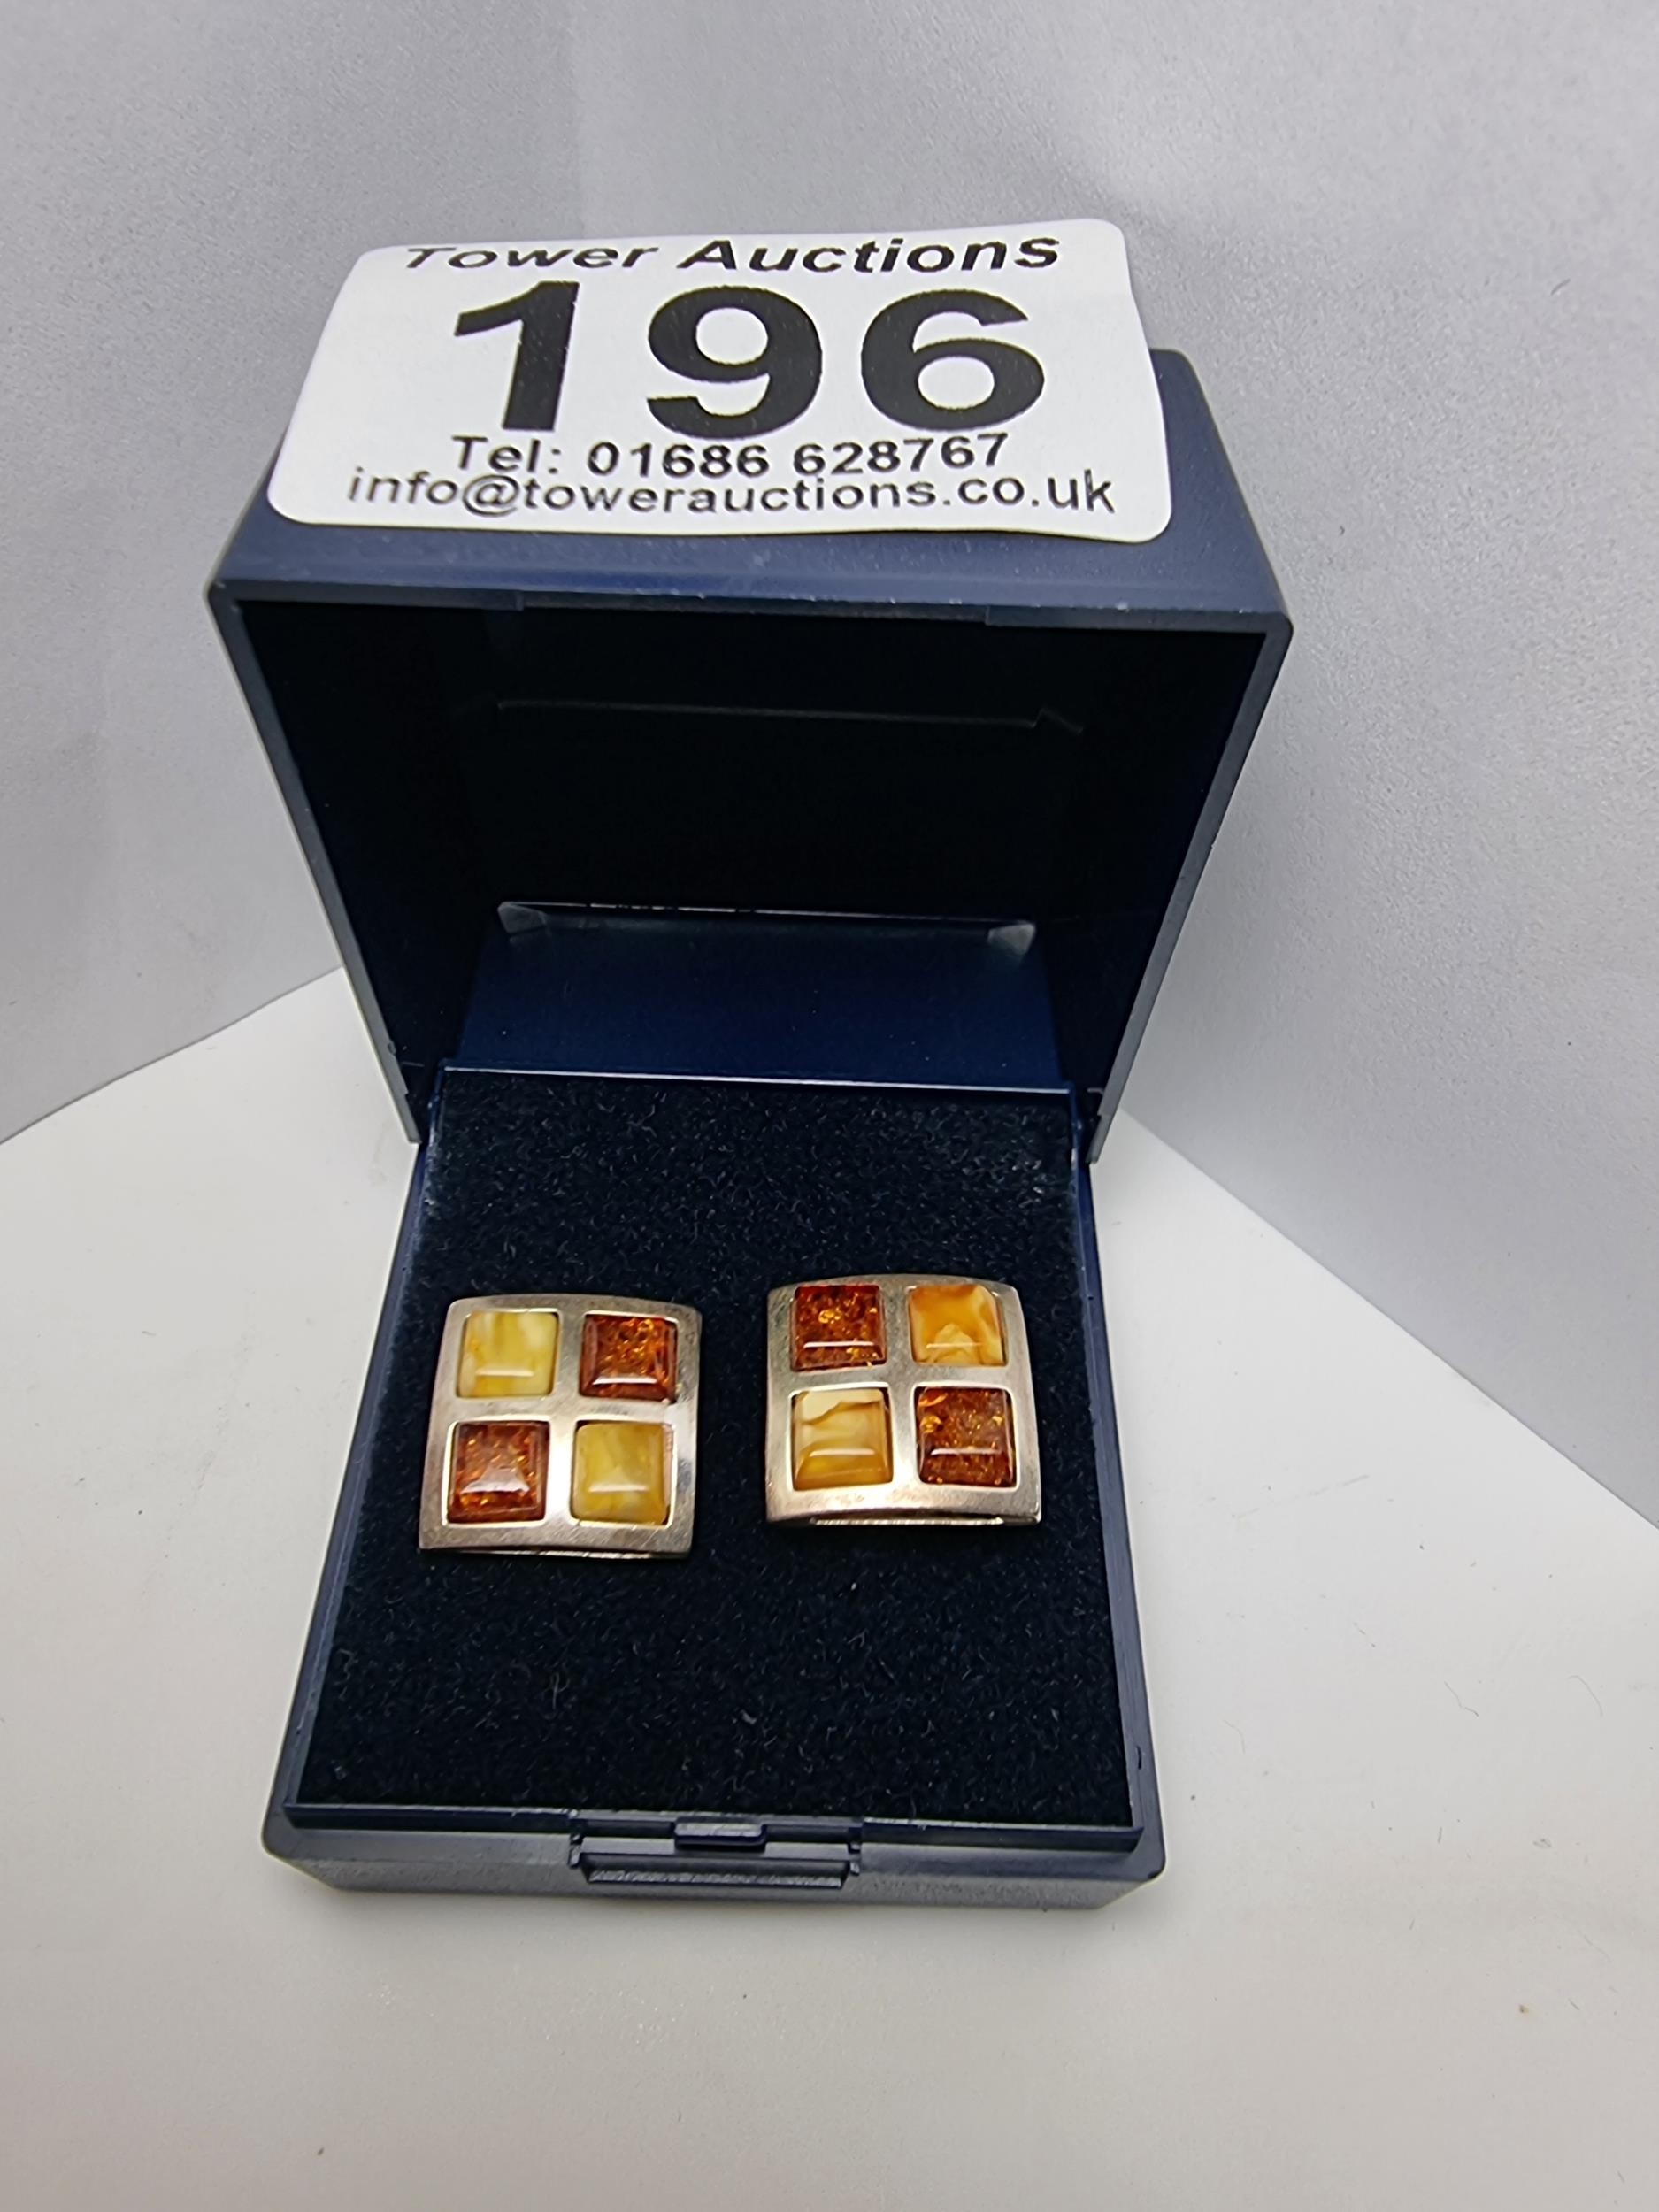 Tower Auctions
196
Tel: 01686 628767
info@towerauctions.co.uk